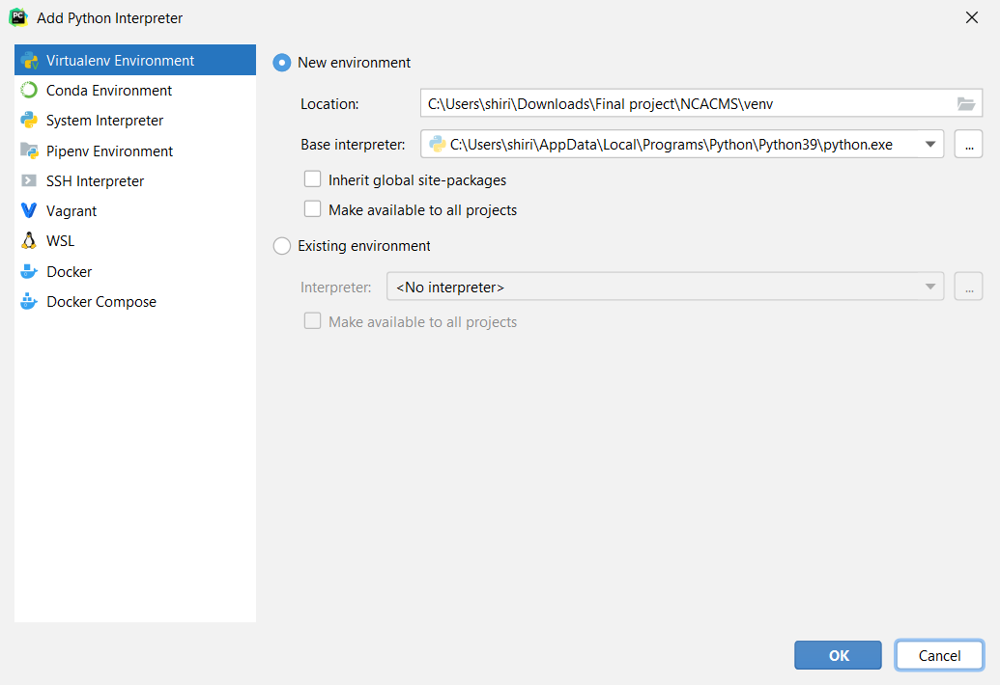 PC
Add Python Interpreter
Virtualenv Environment
Conda Environment
System Interpreter
Pipenv Environment
SSH Interpreter
Vagrant
WSL
Docker
Docker Compose
New environment
Location: C:\Users\shiri\Downloads\Final project\NCACMS\venv
Base interpreter: C:\Users\shiri\AppData\Local\Programs\Python\Python39\python.exe ...
Inherit global site-packages
Make available to all projects
Existing environment
Interpreter: <No interpreter> ...
Make available to all projects
OK Cancel